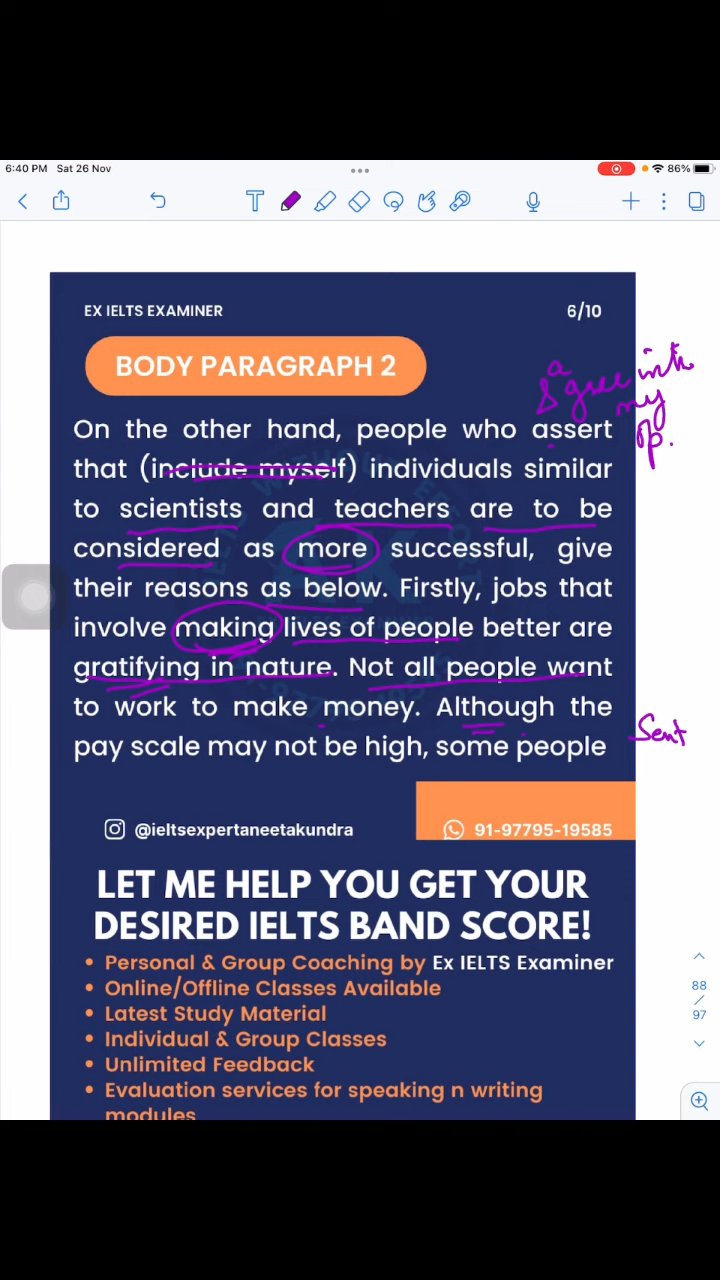 6:40 PM Sat 26 Nov
86%
EX IELTS EXAMINER
6/10
BODY PARAGRAPH 2
agree in
my
On the other hand, people who assert
op.
that (include myself) individuals similar
to scientists and teachers are to be
considered as more successful, give
their reasons as below. Firstly, jobs that
involve making lives of people better are
gratifying in nature. Not all people want
to work to make money. Although the
Sent
pay scale may not be high, some people
@ieltsexpertaneetakundra
91-97795-19585
LET ME HELP YOU GET YOUR
DESIRED IELTS BAND SCORE!
• Personal & Group Coaching by Ex IELTS Examiner
• Online/Offline Classes Available
• Latest Study Material
• Individual & Group Classes
• Unlimited Feedback
• Evaluation services for speaking n writing
modules
88
/
97